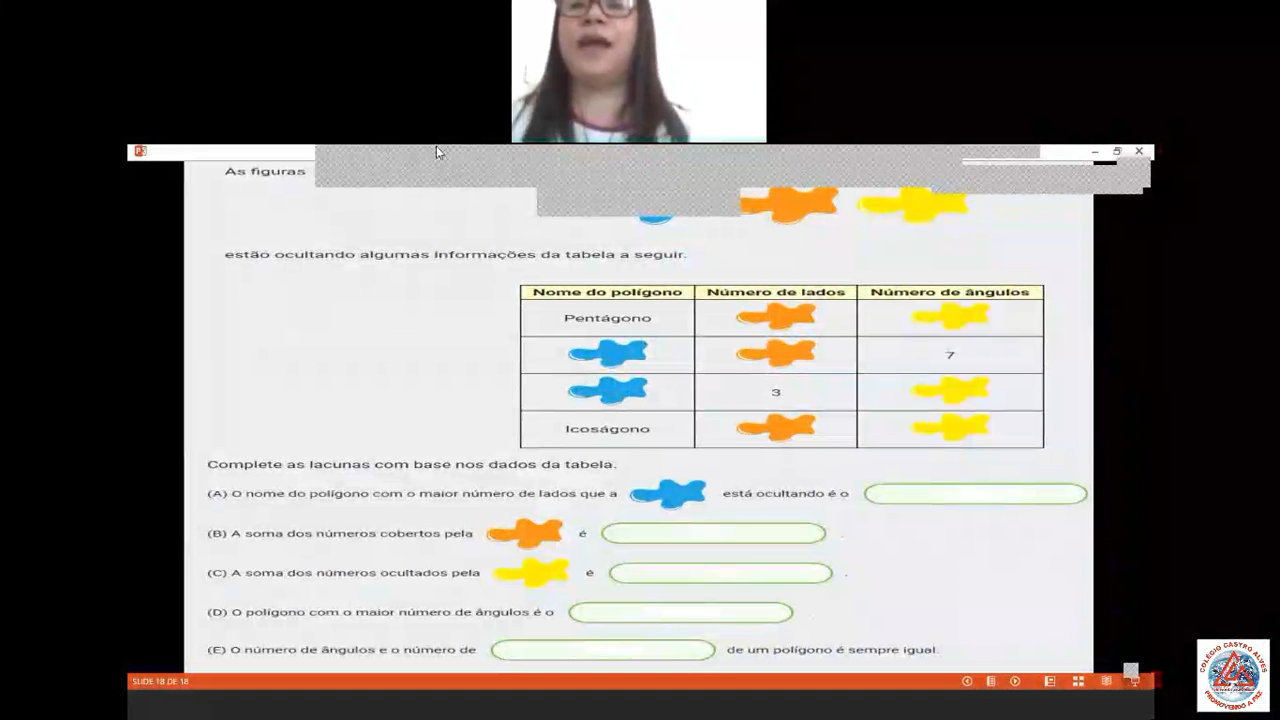 As figuras
estão ocultando algumas informações da tabela a seguir.
Nome do polígono Número de lados Número de ângulos
Pentágono
7
3
Icoságono
Complete as lacunas com base nos dados da tabela.
(A) O nome do polígono com o maior número de lados que a está ocultando é o
(B) A soma dos números cobertos pela é .
(C) A soma dos números ocultados pela é .
(D) O polígono com o maior número de ângulos é o
(E) O número de ângulos e o número de de um polígono é sempre igual.
SLIDE 18 DE 18
COLÉGIO CASTRO ALVES
PROMOVENDO A PAZ